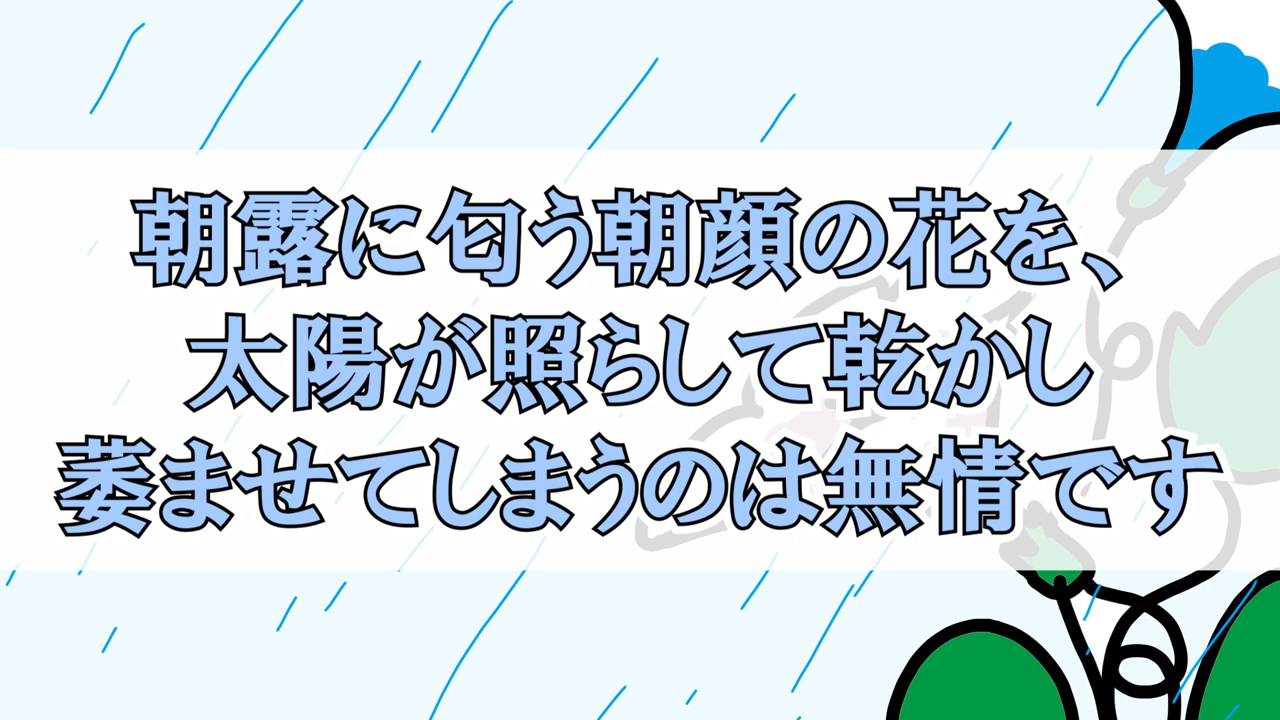 朝露に匂う朝顔の花を、
太陽が照らして乾かし
萎ませてしまうのは無情です